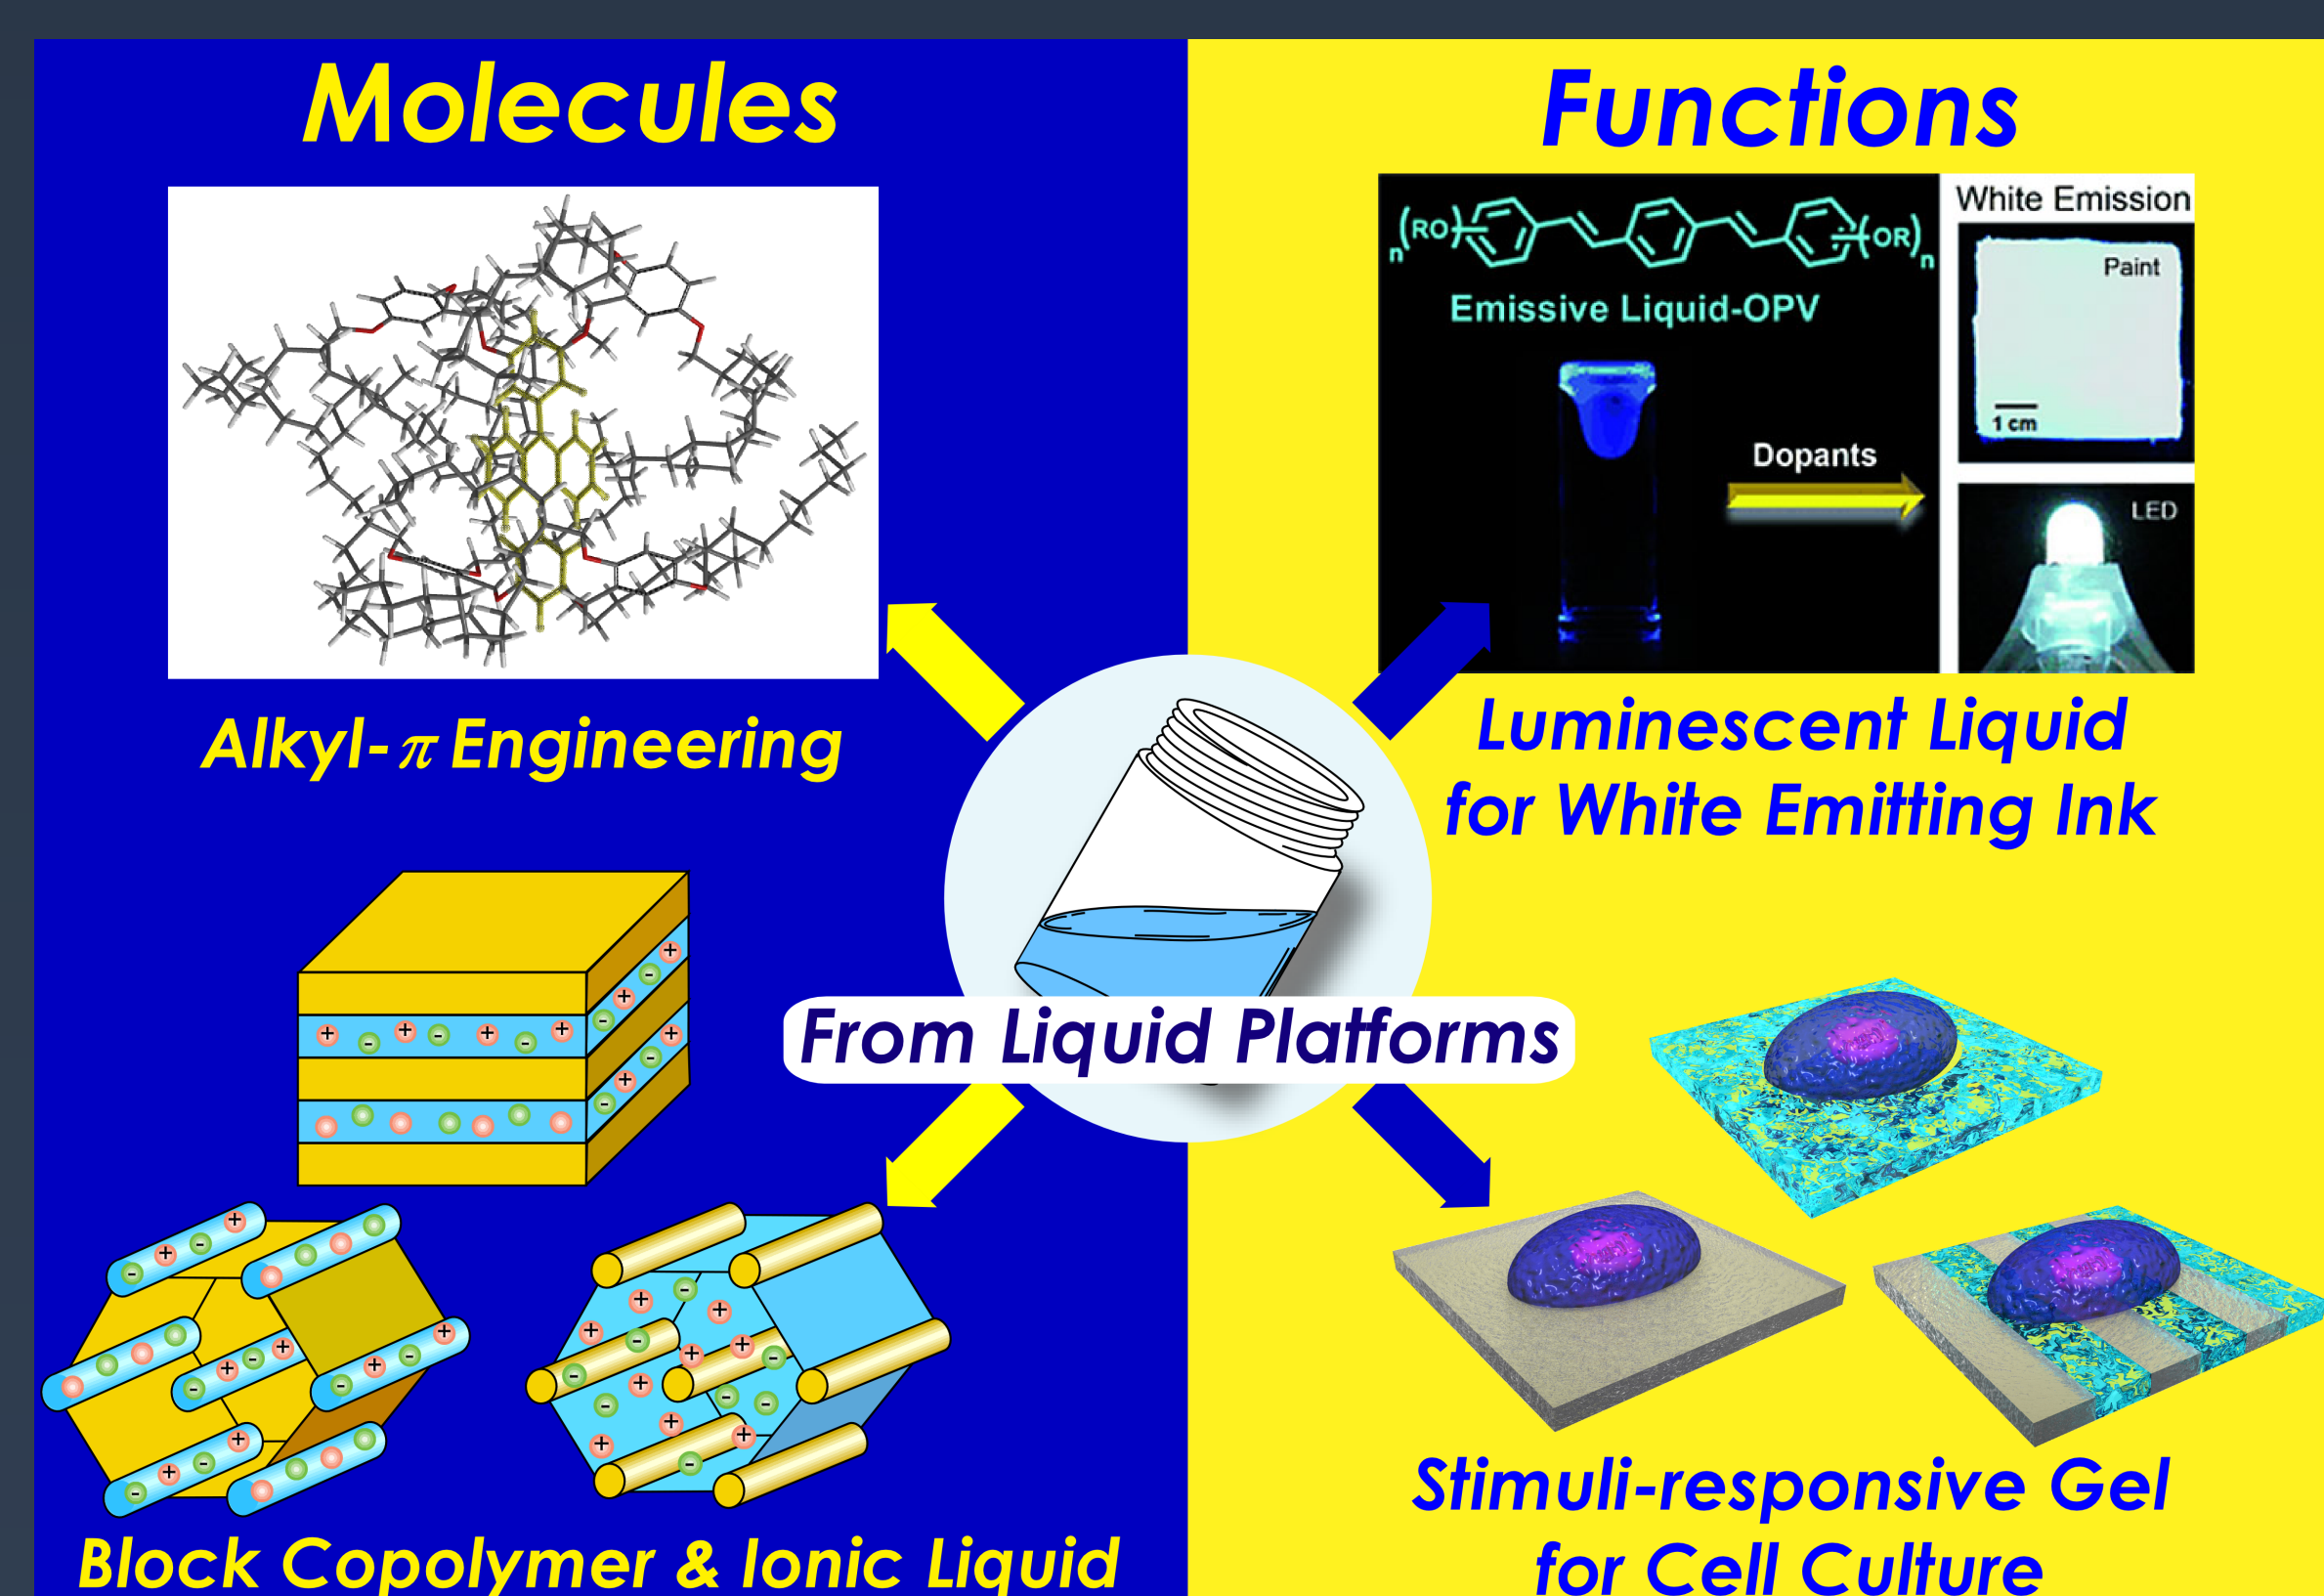 Molecules
Functions
n(RO) (OR)n
Emissive Liquid-OPV
Dopants
White Emission
Paint
1 cm
LED
Alkyl-π Engineering
Luminescent Liquid
for White Emitting Ink
From Liquid Platforms
Block Copolymer & Ionic Liquid
Stimuli-responsive Gel
for Cell Culture